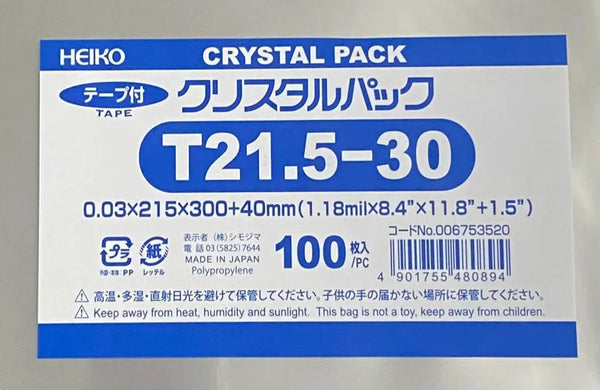 HEIKO CRYSTAL PACK
テープ付 クリスタルパック
TAPE
T21.5-30
0.03×215×300+40mm(1.18mil×8.4"×11.8"+1.5")
コードNo.006753520
プラ 紙 表示者 (株)シモジマ
電話 03(5825)7644
MADE IN JAPAN
Polypropylene
外袋・本体: PP ラベル
100 枚入/PC
4 901755 480894
⚠ 高温・多湿・直射日光を避けて保管してください。子供の手の届かない場所に保管してください。
⚠ Keep away from heat, humidity and sunlight. This bag is not a toy, keep away from children.